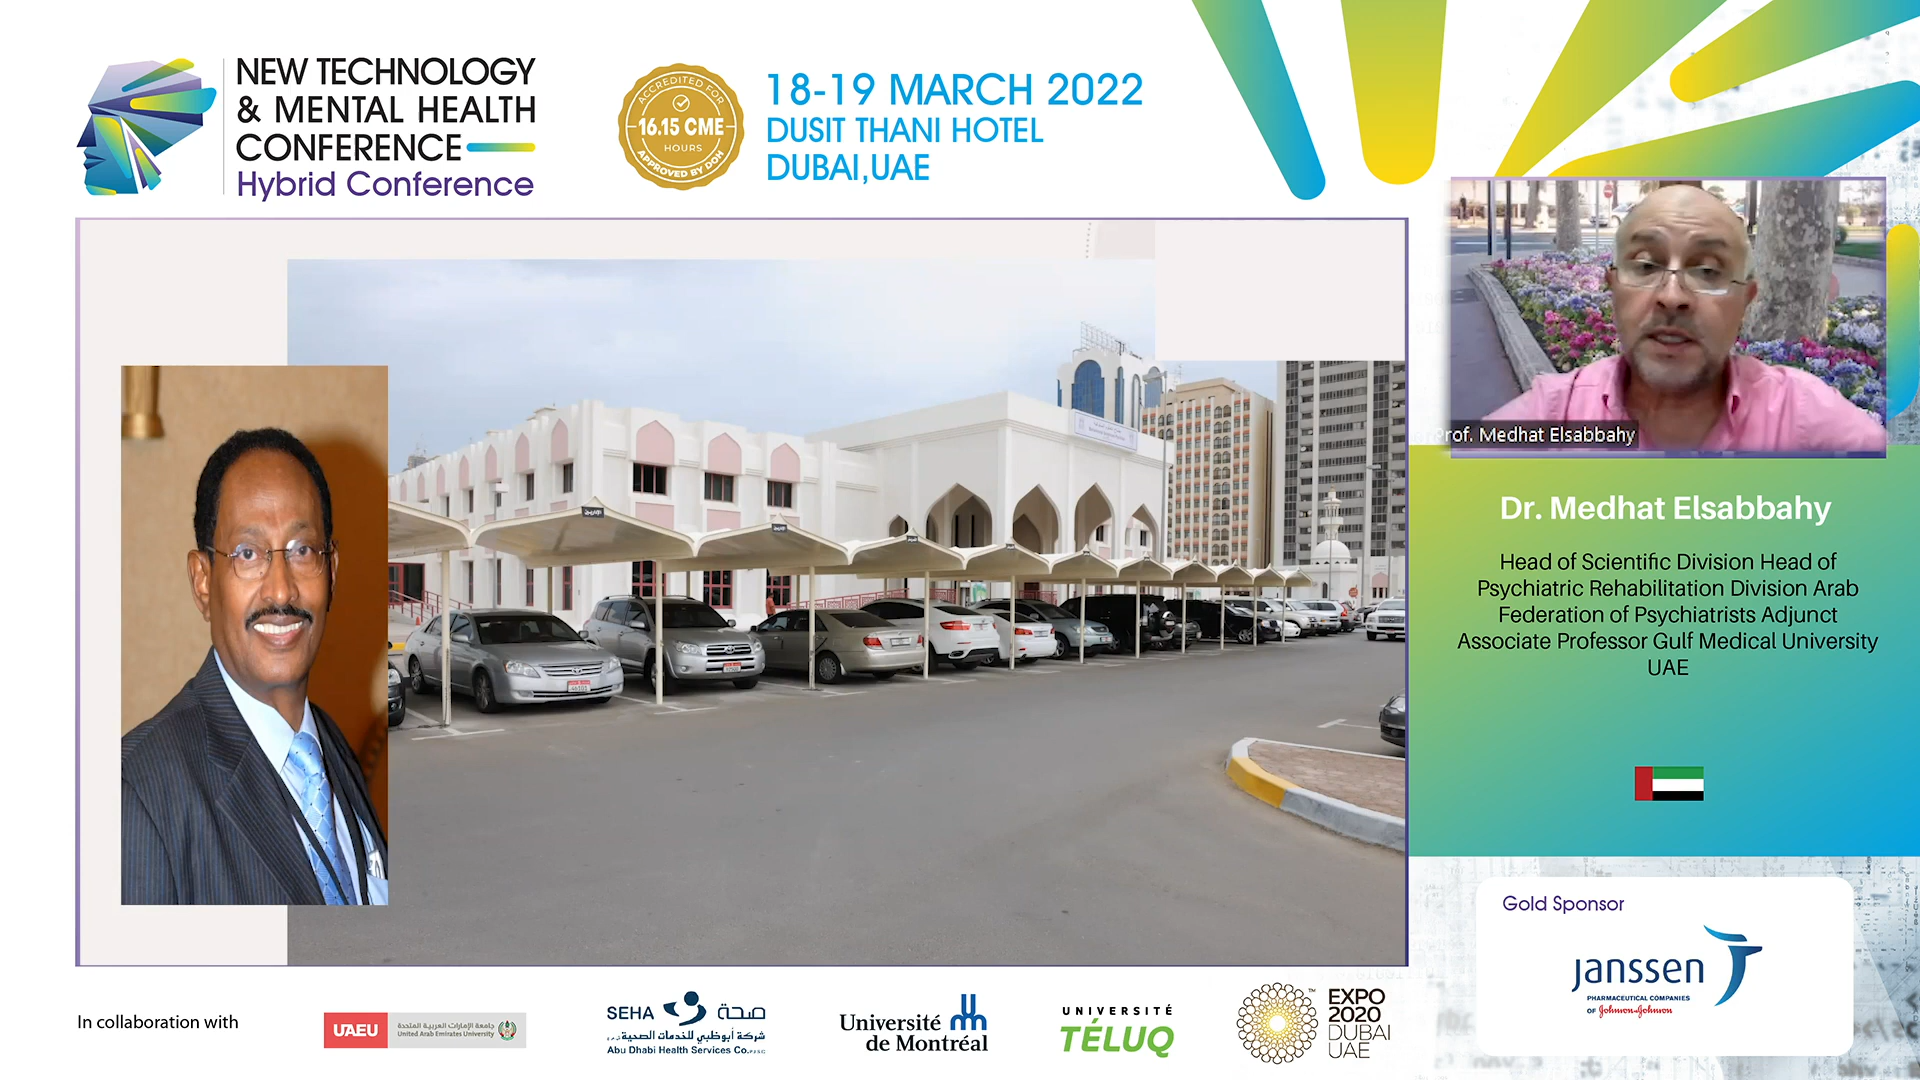 NEW TECHNOLOGY
& MENTAL HEALTH
CONFERENCE
Hybrid Conference
ACCREDITED FOR
16.15 CME
HOURS
APPROVED BY DOH
18-19 MARCH 2022
DUSIT THANI HOTEL
DUBAI,UAE
Prof. Medhat Elsabbahy
Dr. Medhat Elsabbahy
Head of Scientific Division Head of
Psychiatric Rehabilitation Division Arab
Federation of Psychiatrists Adjunct
Associate Professor Gulf Medical University
UAE
Gold Sponsor
janssen
PHARMACEUTICAL COMPANIES
OF Johnson & Johnson
In collaboration with
UAEU
جامعة الإمارات العربية المتحدة
United Arab Emirates University
SEHA صحة
شركة أبوظبي للخدمات الصحية
Abu Dhabi Health Services Co.
Université
de Montréal
UNIVERSITÉ
TÉLUQ
EXPO
2020
DUBAI
UAE